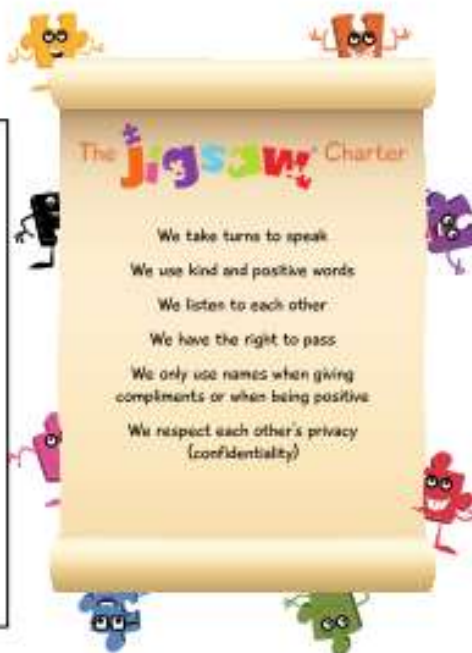 The jigsaw Charter
We take turns to speak
We use kind and positive words
We listen to each other
We have the right to pass
We only use names when giving
compliments or when being positive
We respect each other's privacy
(confidentiality)